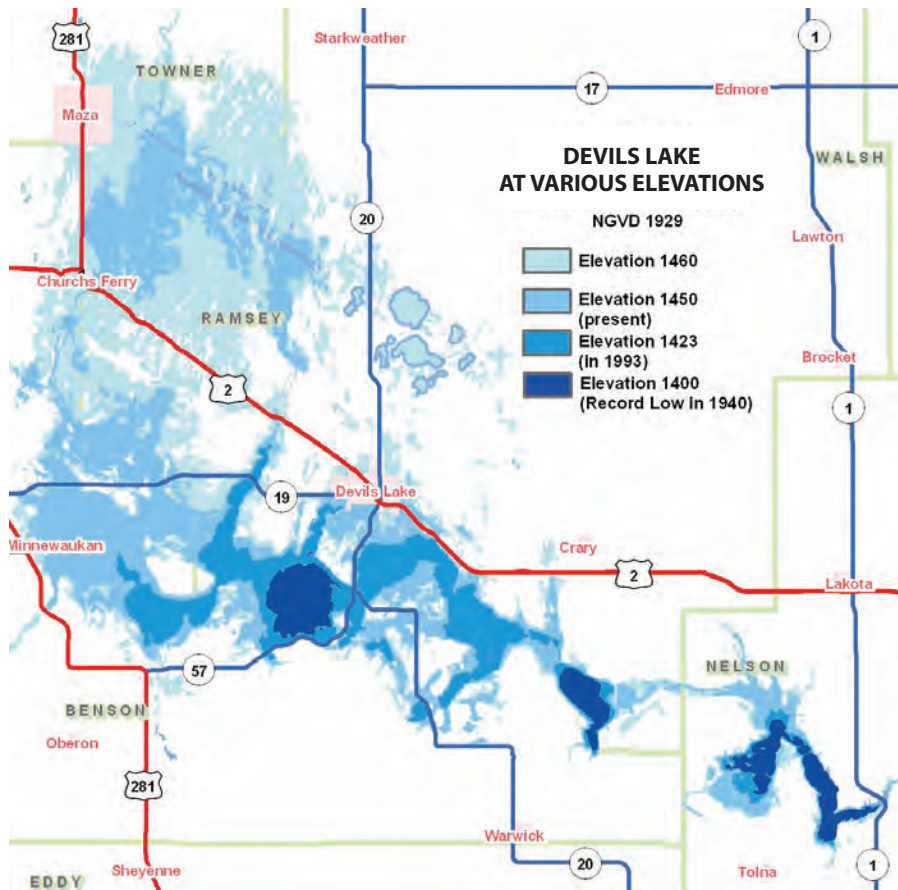 281
TOWNER
Maza
Starkweather
1
17
Edmore
DEVILS LAKE
AT VARIOUS ELEVATIONS
WALSH
NGVD 1929
20
Lawton
Elevation 1460
Churchs Ferry
Elevation 1450
(present)
RAMSEY
Elevation 1423
(in 1993)
Brocket
2
Elevation 1400
(Record Low in 1940)
1
19
Devils Lake
Minnewaukan
Crary
2
Lakota
57
NELSON
BENSON
Oberon
281
Warwick
20
Sheyenne
Tolna
1
EDDY